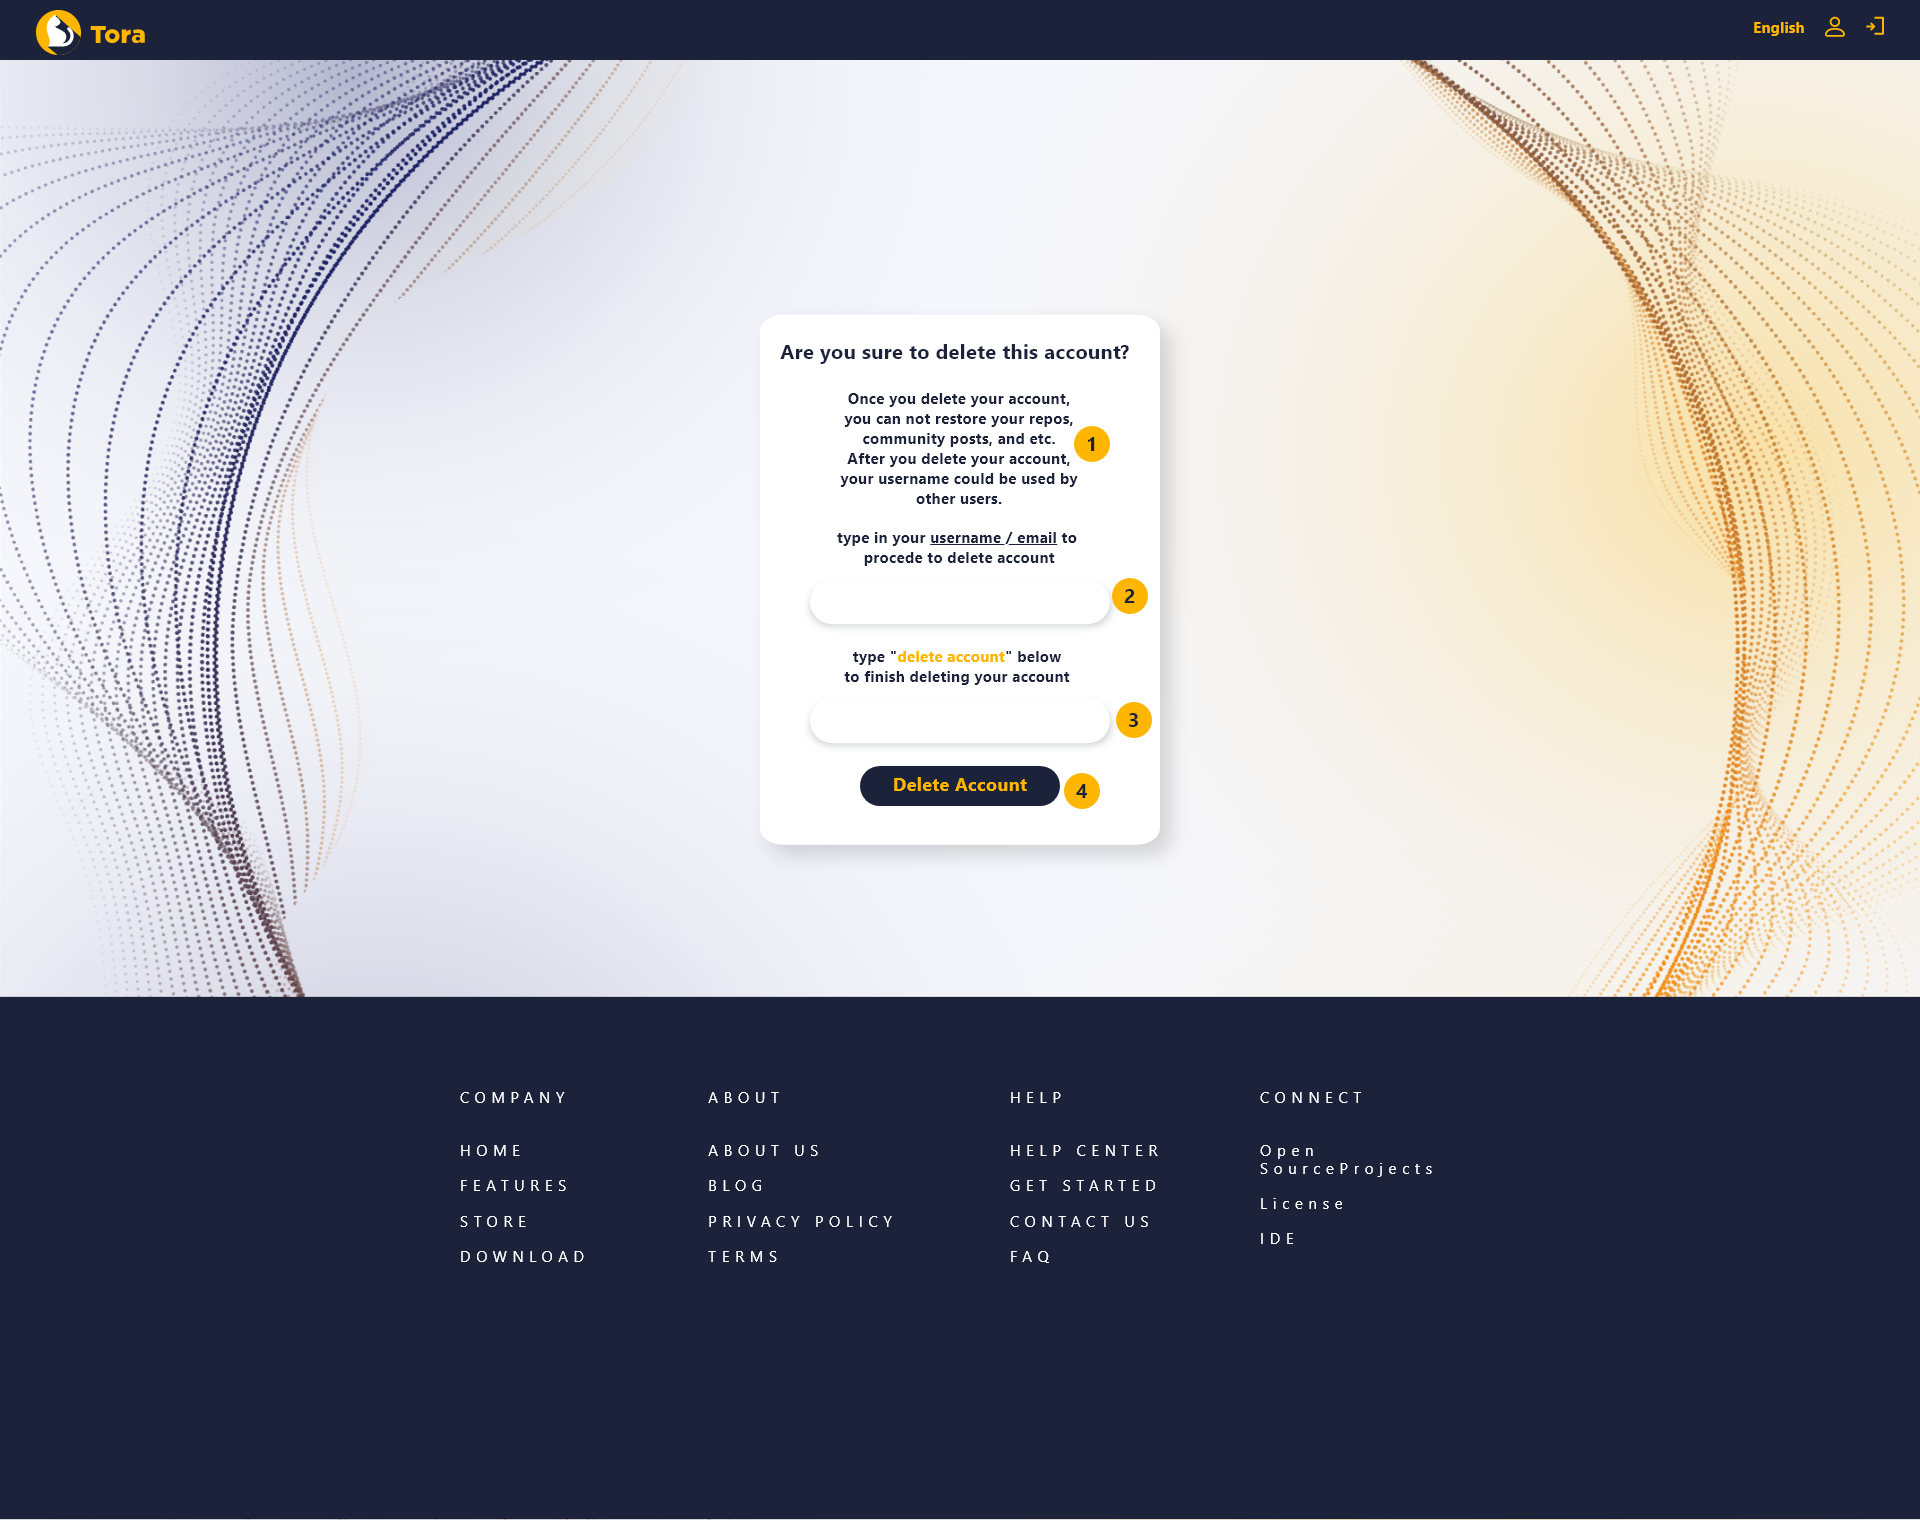 Tora
English
Are you sure to delete this account?
Once you delete your account,
you can not restore your repos,
community posts, and etc.
After you delete your account,
your username could be used by
other users.
1
type in your username / email to
procede to delete account
2
type "delete account" below
to finish deleting your account
3
Delete Account
4
COMPANY
HOME
FEATURES
STORE
DOWNLOAD
ABOUT
ABOUT US
BLOG
PRIVACY POLICY
TERMS
HELP
HELP CENTER
GET STARTED
CONTACT US
FAQ
CONNECT
Open
SourceProjects
License
IDE